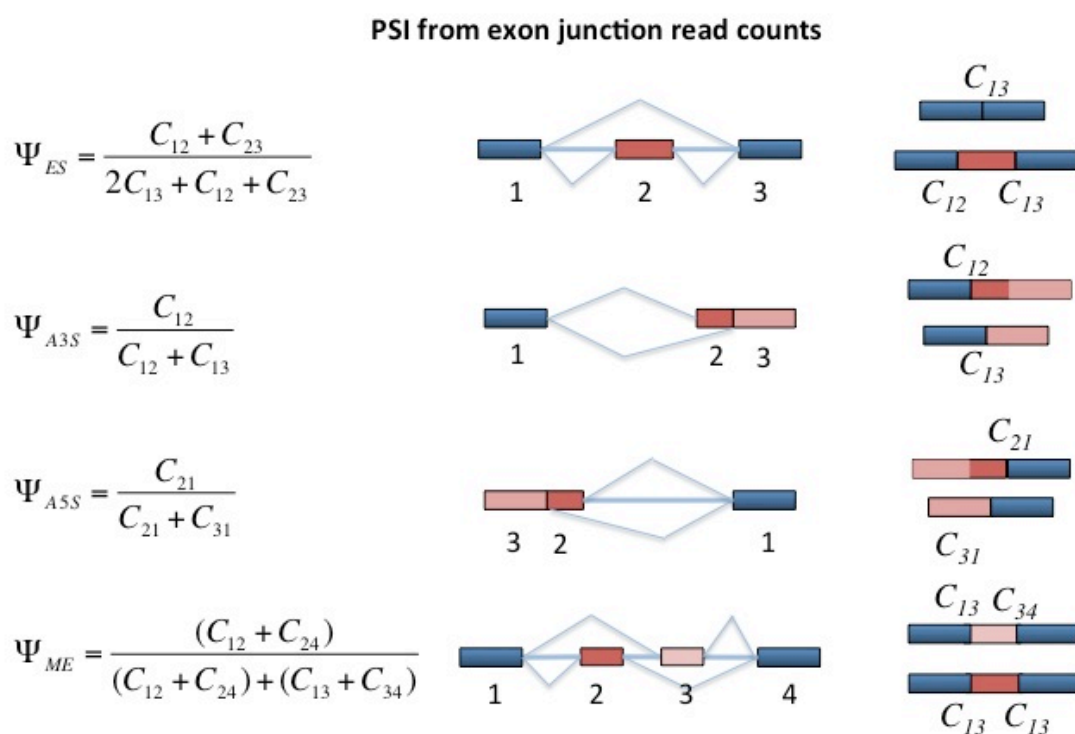 PSI from exon junction read counts
Ψ_ES = (C_12 + C_23) / (2C_13 + C_12 + C_23)
1 2 3
C_13
C_12 C_13
Ψ_A3S = C_12 / (C_12 + C_13)
1 2 3
C_12
C_13
Ψ_A5S = C_21 / (C_21 + C_31)
3 2 1
C_21
C_31
Ψ_ME = (C_12 + C_24) / ((C_12 + C_24) + (C_13 + C_34))
1 2 3 4
C_13 C_34
C_13 C_13